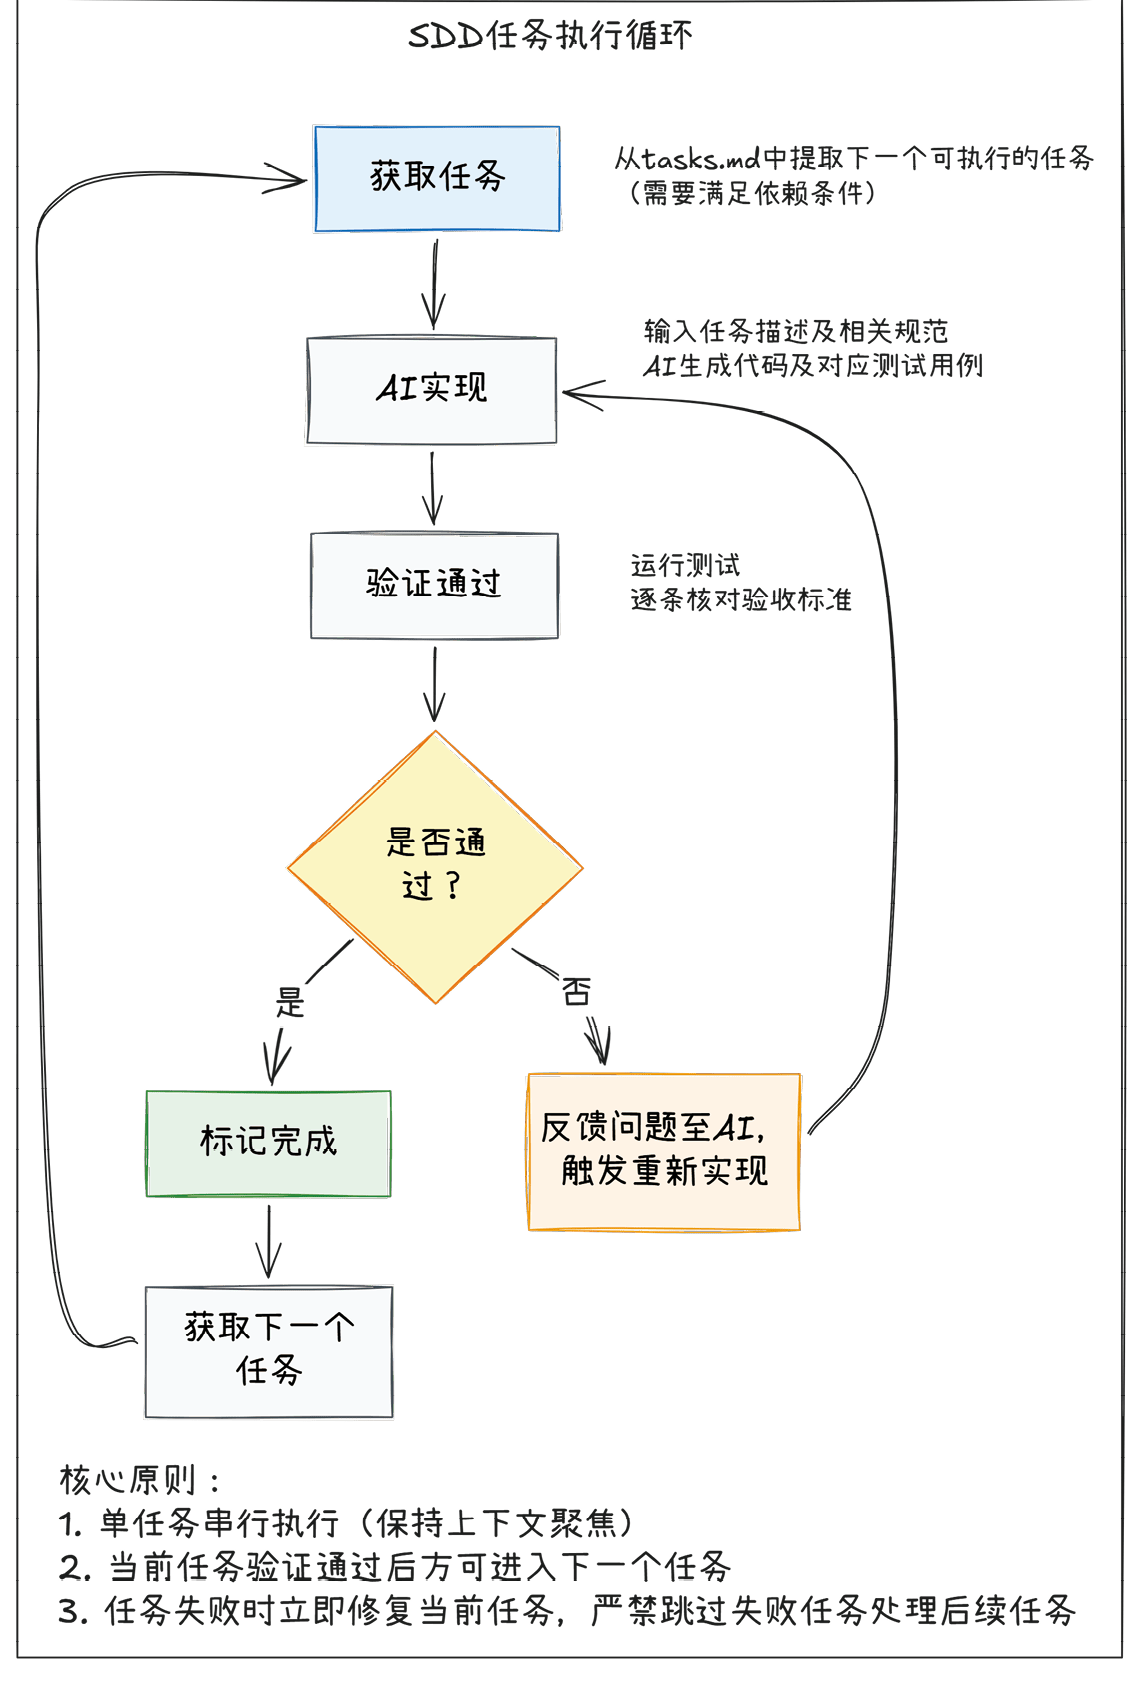 SDD任务执行循环
获取任务
从tasks.md中提取下一个可执行的任务
（需要满足依赖条件）
输入任务描述及相关规范
AI生成代码及对应测试用例
AI实现
验证通过
运行测试
逐条核对验收标准
是否通
过？
是
否
标记完成
反馈问题至AI，
触发重新实现
获取下一个
任务
核心原则：
1. 单任务串行执行（保持上下文聚焦）
2. 当前任务验证通过后方可进入下一个任务
3. 任务失败时立即修复当前任务，严禁跳过失败任务处理后续任务